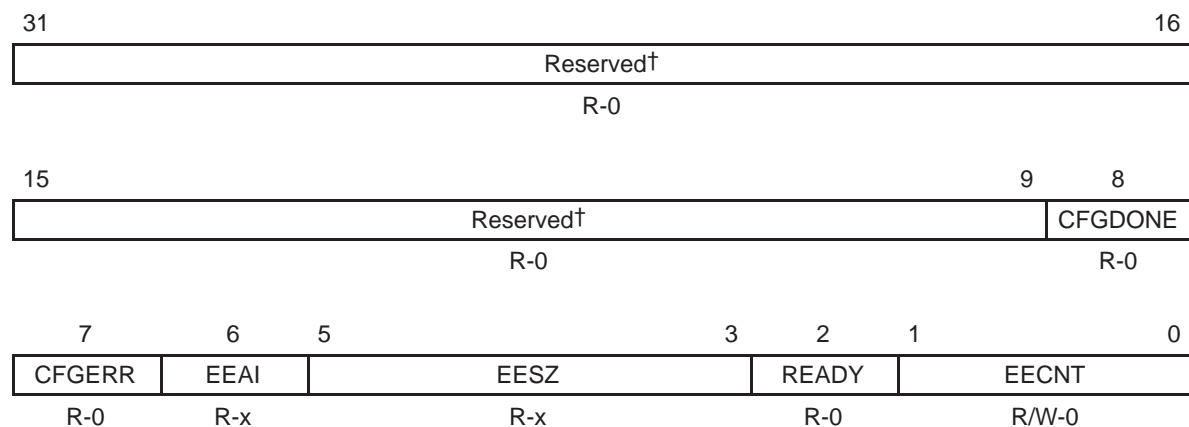 31 16
Reserved†
R-0
15 9 8
Reserved† CFGDONE
R-0 R-0
7 6 5 3 2 1 0
CFGERR EEAI EESZ READY EECNT
R-0 R-x R-x R-0 R/W-0